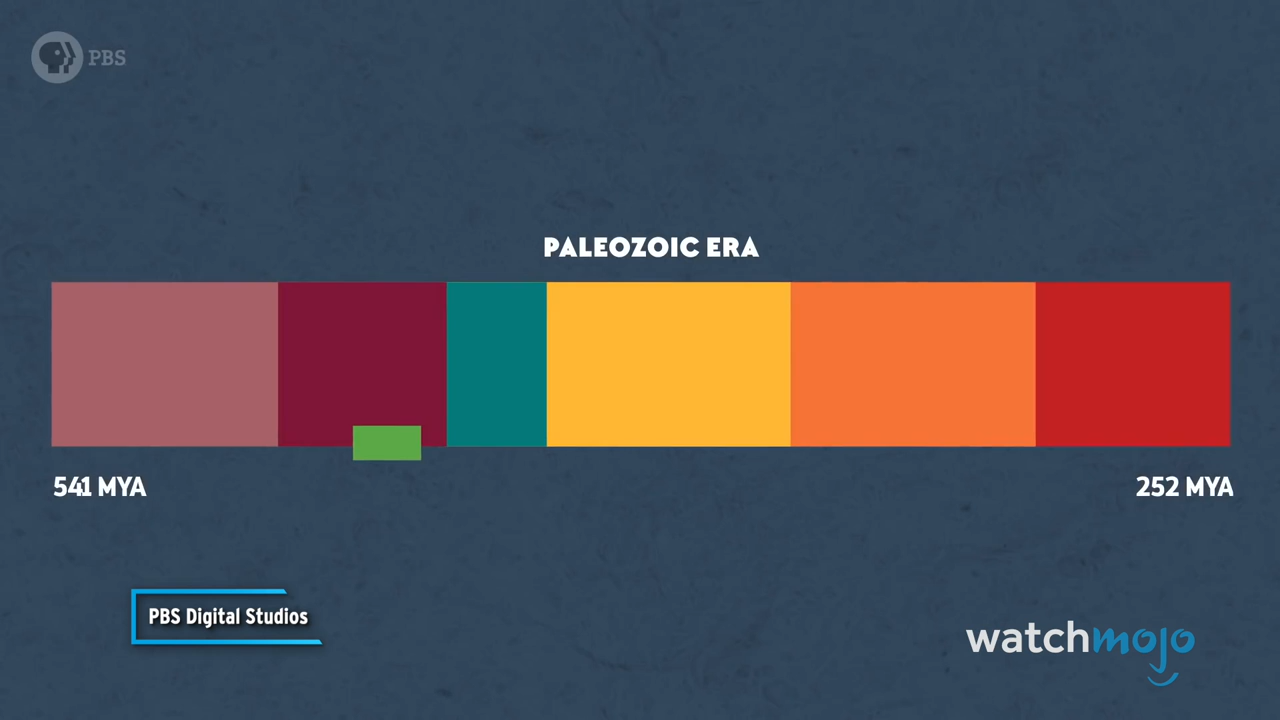 PBS
PALEOZOIC ERA
541 MYA
252 MYA
PBS Digital Studios
watchmojo